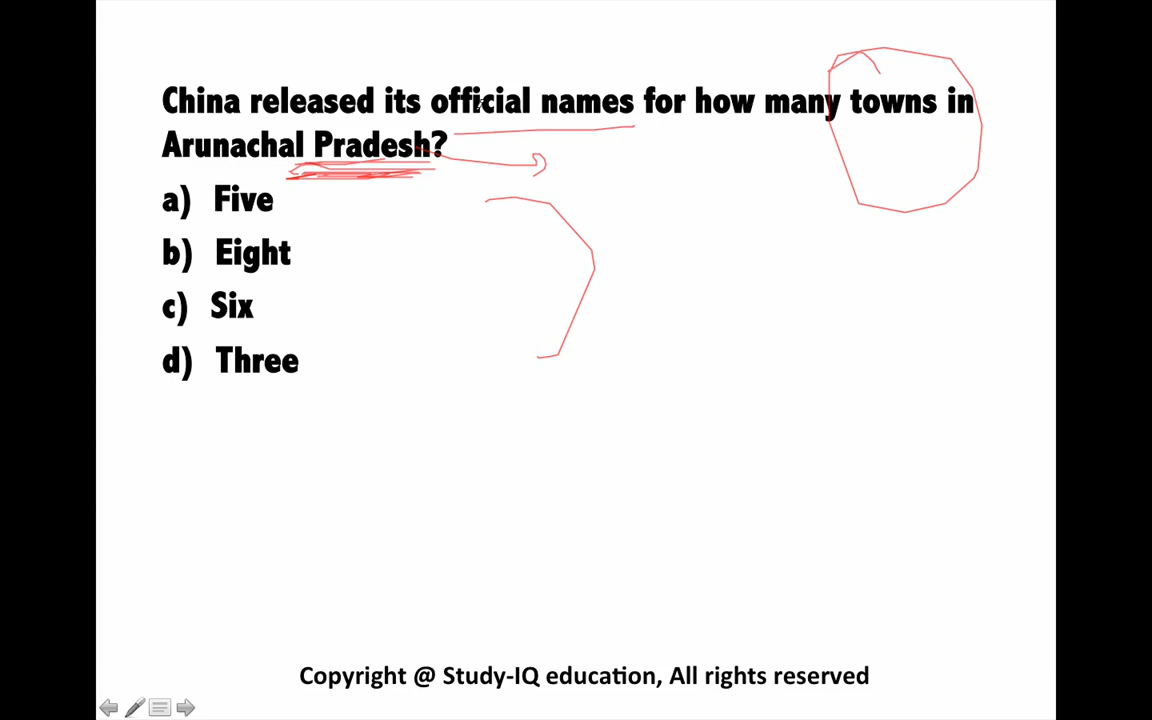 China released its official names for how many towns in
Arunachal Pradesh?
a) Five
b) Eight
c) Six
d) Three
Copyright @ Study-IQ education, All rights reserved